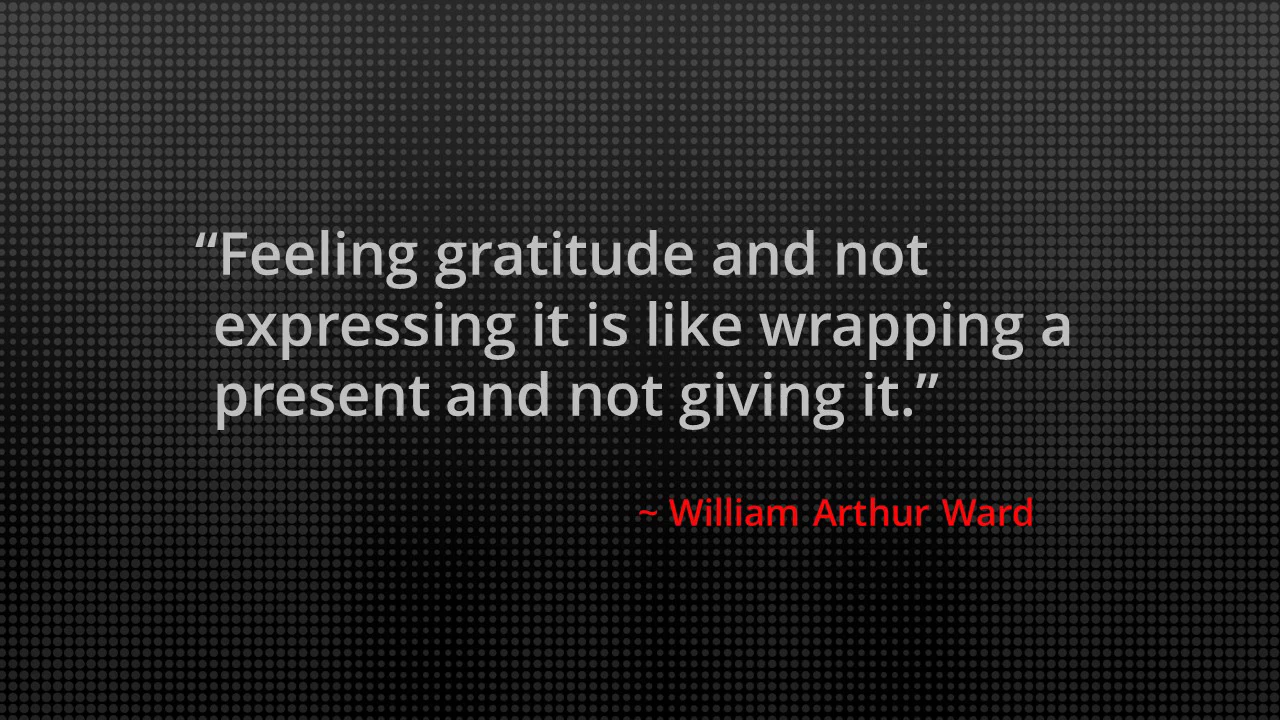 “Feeling gratitude and not
expressing it is like wrapping a
present and not giving it.”
~ William Arthur Ward